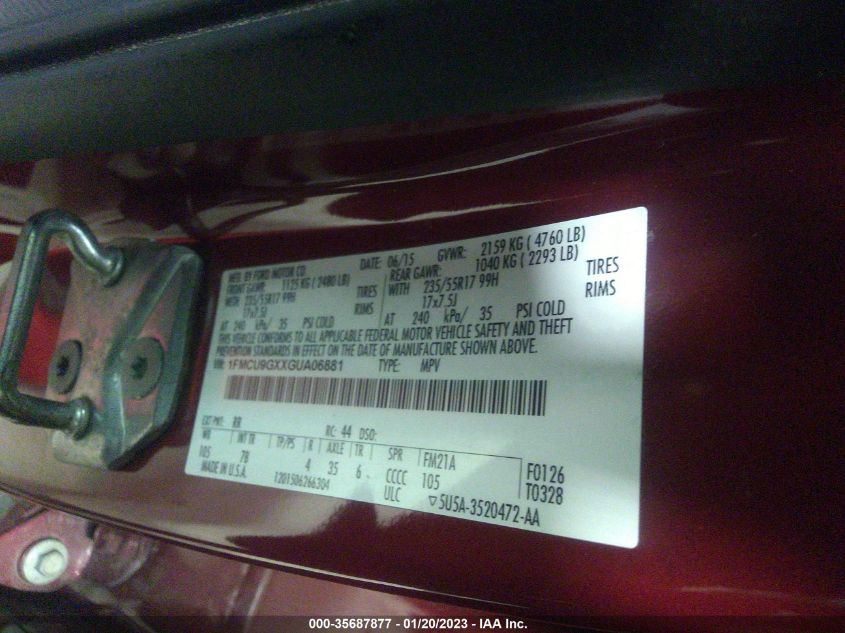 MFD. BY FORD MOTOR CO. DATE: 06/15 GVWR: 2159 KG ( 4760 LB)
FRONT GAWR: 1125 KG ( 2480 LB) REAR GAWR: 1040 KG ( 2293 LB)
WITH 235/55R17 99H TIRES WITH 235/55R17 99H TIRES
17x7.5J RIMS 17x7.5J RIMS
AT 240 kPa/ 35 PSI COLD AT 240 kPa/ 35 PSI COLD
THIS VEHICLE CONFORMS TO ALL APPLICABLE FEDERAL MOTOR VEHICLE SAFETY AND THEFT
PREVENTION STANDARDS IN EFFECT ON THE DATE OF MANUFACTURE SHOWN ABOVE.
VIN: 1FMCU9GXXGUA06881 TYPE: MPV
EXT PNT: RR RC: 44 DSO:
WB INT TR TP/PS R AXLE TR SPR FM21A F0126
105 7B 4 35 6 CCCC 105 T0328
MADE IN U.S.A. 1201506266304 ULC ▽5U5A-3520472-AA
000-35687877 - 01/20/2023 - IAA Inc.